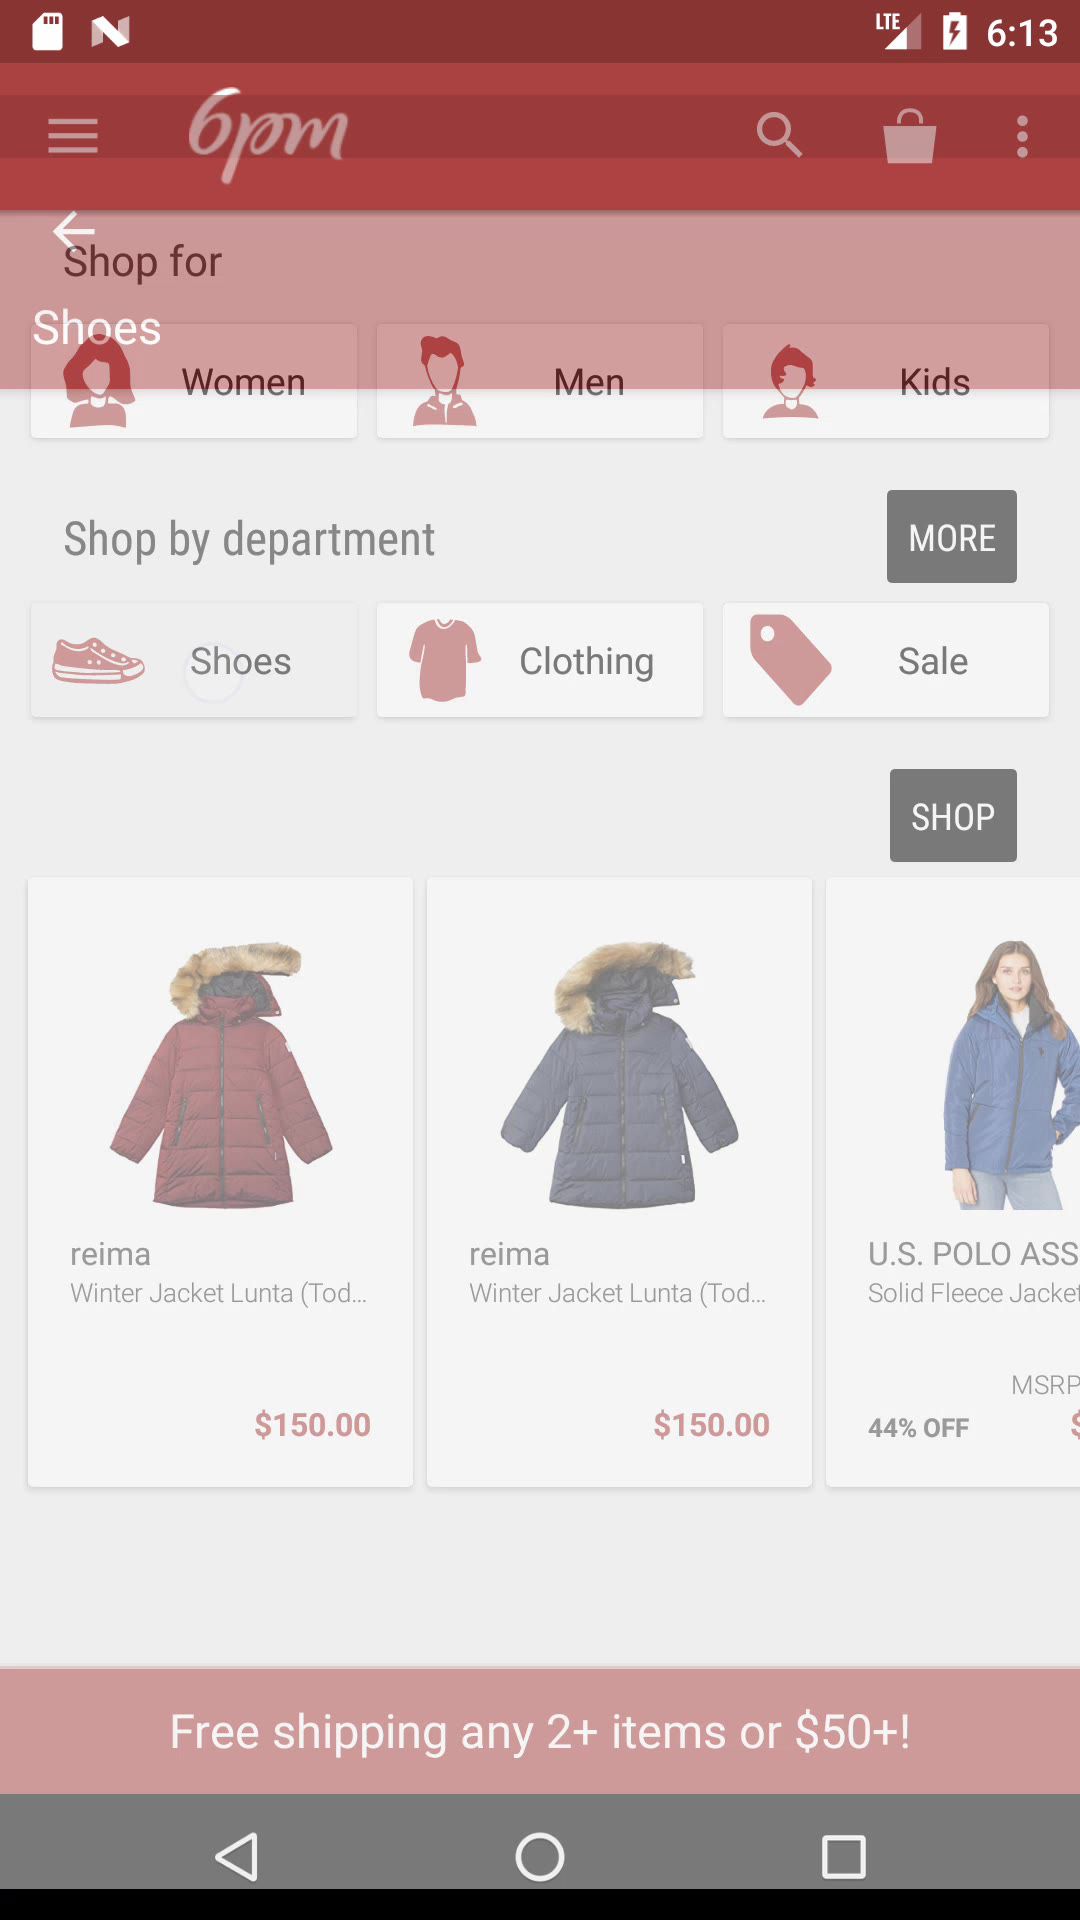 LTE 6:13
6pm
Shop for
Shoes
Women Men Kids
Shop by department MORE
Shoes Clothing Sale
SHOP
reima reima U.S. POLO ASS
Winter Jacket Lunta (Tod... Winter Jacket Lunta (Tod... Solid Fleece Jacket
MSRP
$150.00 $150.00 44% OFF $
Free shipping any 2+ items or $50+!